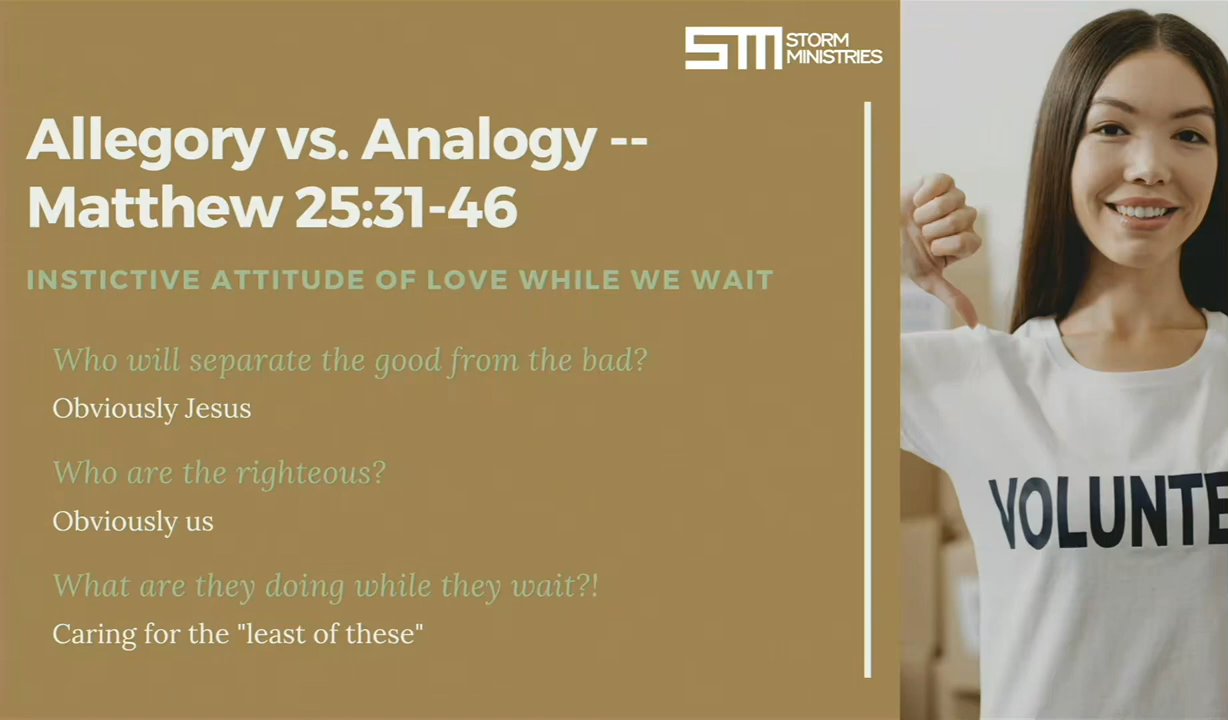 STM STORM
MINISTRIES
Allegory vs. Analogy --
Matthew 25:31-46
INSTICTIVE ATTITUDE OF LOVE WHILE WE WAIT
Who will separate the good from the bad?
Obviously Jesus
Who are the righteous?
Obviously us
What are they doing while they wait?!
Caring for the "least of these"
VOLUNTE